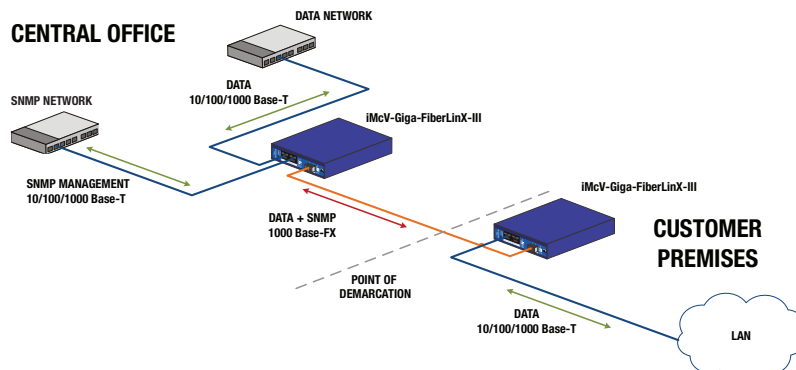 CENTRAL OFFICE
DATA NETWORK
DATA
10/100/1000 Base-T
SNMP NETWORK
iMcV-Giga-FiberLinX-III
SNMP MANAGEMENT
10/100/1000 Base-T
iMcV-Giga-FiberLinX-III
DATA + SNMP
1000 Base-FX
CUSTOMER
PREMISES
POINT OF
DEMARCATION
DATA
10/100/1000 Base-T
LAN